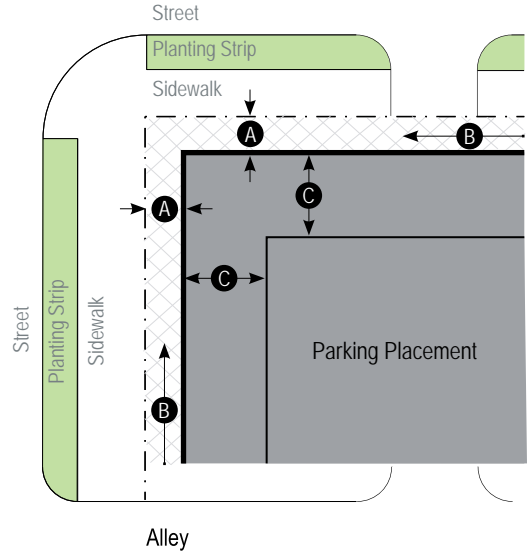 Street
Planting Strip
Sidewalk
A
B
A
C
C
Street
Planting Strip
Sidewalk
Parking Placement
B
Alley